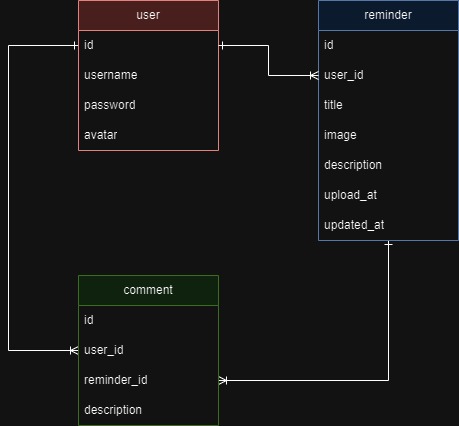 user
id
username
password
avatar
reminder
id
user_id
title
image
description
upload_at
updated_at
comment
id
user_id
reminder_id
description